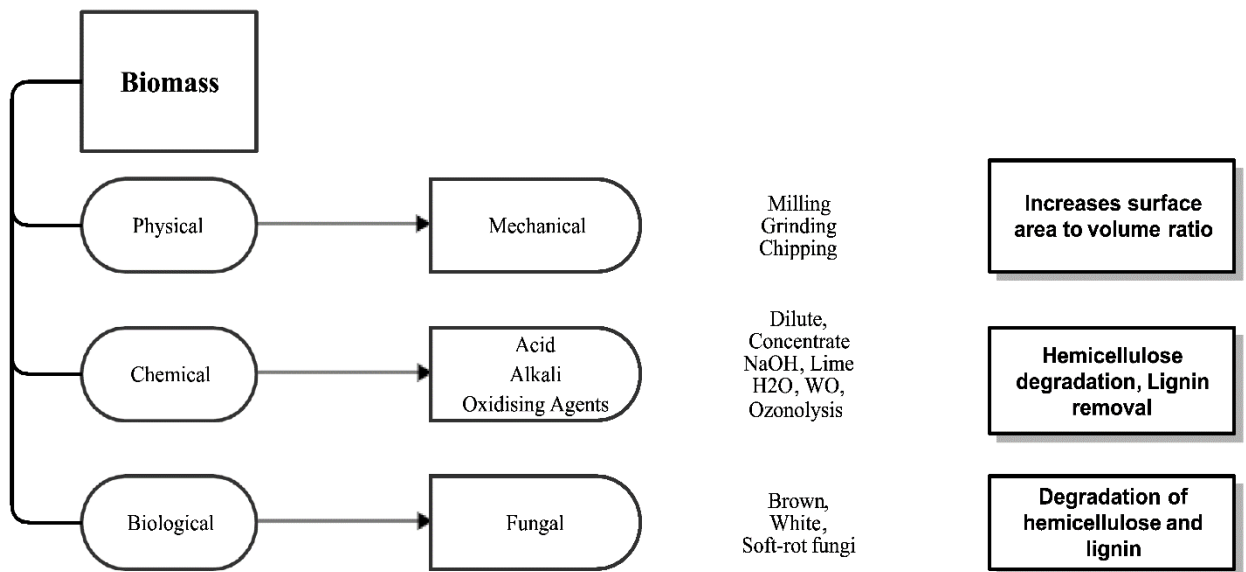 Biomass
Physical
Mechanical
Milling
Grinding
Chipping
Increases surface
area to volume ratio
Chemical
Acid
Alkali
Oxidising Agents
Dilute,
Concentrate
NaOH, Lime
H2O, WO,
Ozonolysis
Hemicellulose
degradation, Lignin
removal
Biological
Fungal
Brown,
White,
Soft-rot fungi
Degradation of
hemicellulose and
lignin